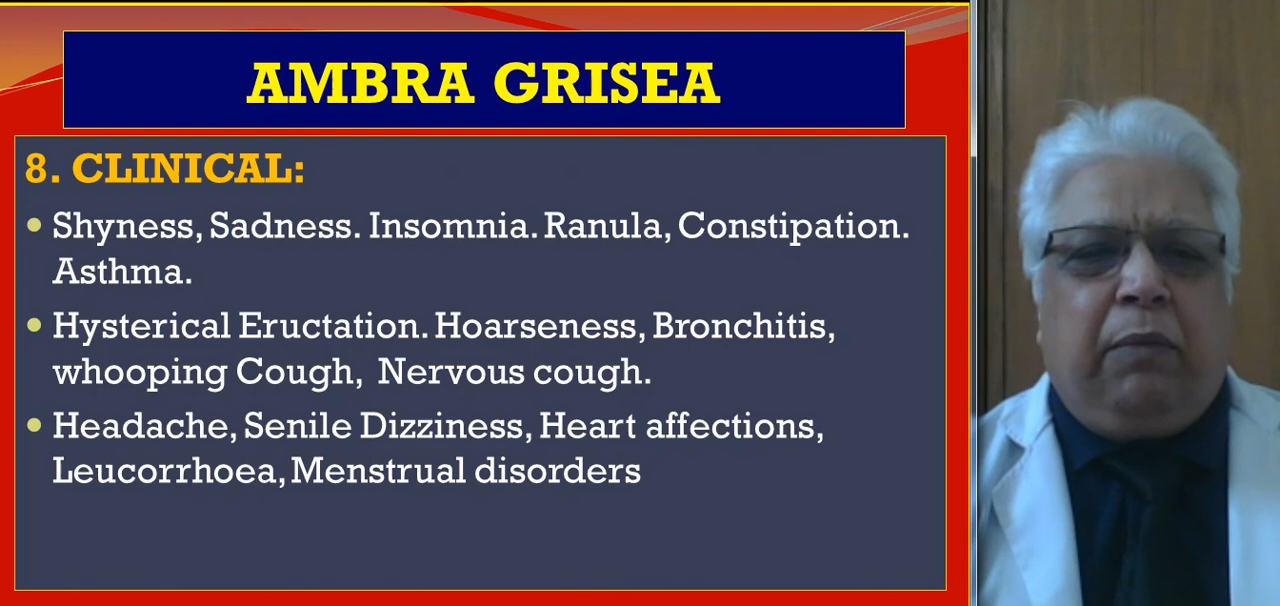 AMBRA GRISEA
8. CLINICAL:
• Shyness, Sadness. Insomnia. Ranula, Constipation.
Asthma.
• Hysterical Eructation. Hoarseness, Bronchitis,
whooping Cough, Nervous cough.
• Headache, Senile Dizziness, Heart affections,
Leucorrhoea, Menstrual disorders